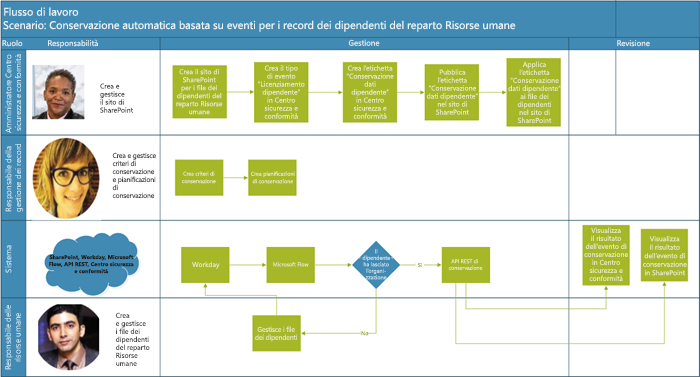 Flusso di lavoro
Scenario: Conservazione automatica basata su eventi per i record dei dipendenti del reparto Risorse umane
Ruolo
Responsabilità
Gestione
Revisione
Amministratore Centro
sicurezza e conformità
Crea e
gestisce
il sito di
SharePoint
Crea il sito di
SharePoint
per i file dei
dipendenti del
reparto Risorse
umane
Crea il tipo di
evento
"Licenziamento
dipendente"
in Centro
sicurezza e
conformità
Crea l'etichetta
"Conservazione
dati
dipendente"
in Centro
sicurezza e
conformità
Pubblica
l'etichetta
"Conservazione
dati dipendente"
nel sito di
SharePoint
Applica
l'etichetta
"Conservazione
dati dipendente"
ai file dei
dipendenti
nel sito di
SharePoint
Responsabile della
gestione dei record
Crea e gestisce
criteri di
conservazione
e pianificazioni
di
conservazione
Crea criteri di
conservazione
Crea pianificazioni
di conservazione
Sistema
SharePoint, Workday, Microsoft
Flow, API REST, Centro sicurezza
e conformità
Workday
Microsoft Flow
Il
dipendente
ha lasciato
l'orga-
nizzazione?
Sì
API REST di
conservazione
Visualizza
il risultato
dell'evento di
conservazione
in Centro
sicurezza e
conformità
Visualizza
il risultato
dell'evento di
conservazione
in SharePoint
Responsabile delle
risorse umane
Crea
e gestisce
i file dei
dipendenti
del reparto
Risorse
umane
Gestisce i file
dei dipendenti
No